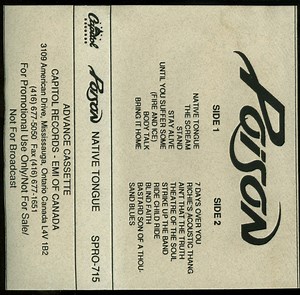 Capitol
RECORDS
Poison
NATIVE TONGUE
SPRO-715
ADVANCE CASSETTE
CAPITOL RECORDS - EMI OF CANADA
3109 American Drive, Mississauga, Ontario Canada L4V 1B2
(416) 677-5050 Fax (416) 677-1651
For Promotional Use Only/Not For Sale/
Not For Broadcast
Poison
SIDE 1
NATIVE TONGUE
THE SCREAM
STAND
STAY ALIVE
UNTIL YOU SUFFER SOME
(FIRE AND ICE)
BODY TALK
BRING IT HOME
SIDE 2
7 DAYS OVER YOU
RICHIE'S ACOUSTIC THANG
AIN'T THAT THE TRUTH
THEATRE OF THE SOUL
STRIKE UP THE BAND
RIDE CHILD RIDE
BLIND FAITH
BASTARD SON OF A THOU-
SAND BLUES